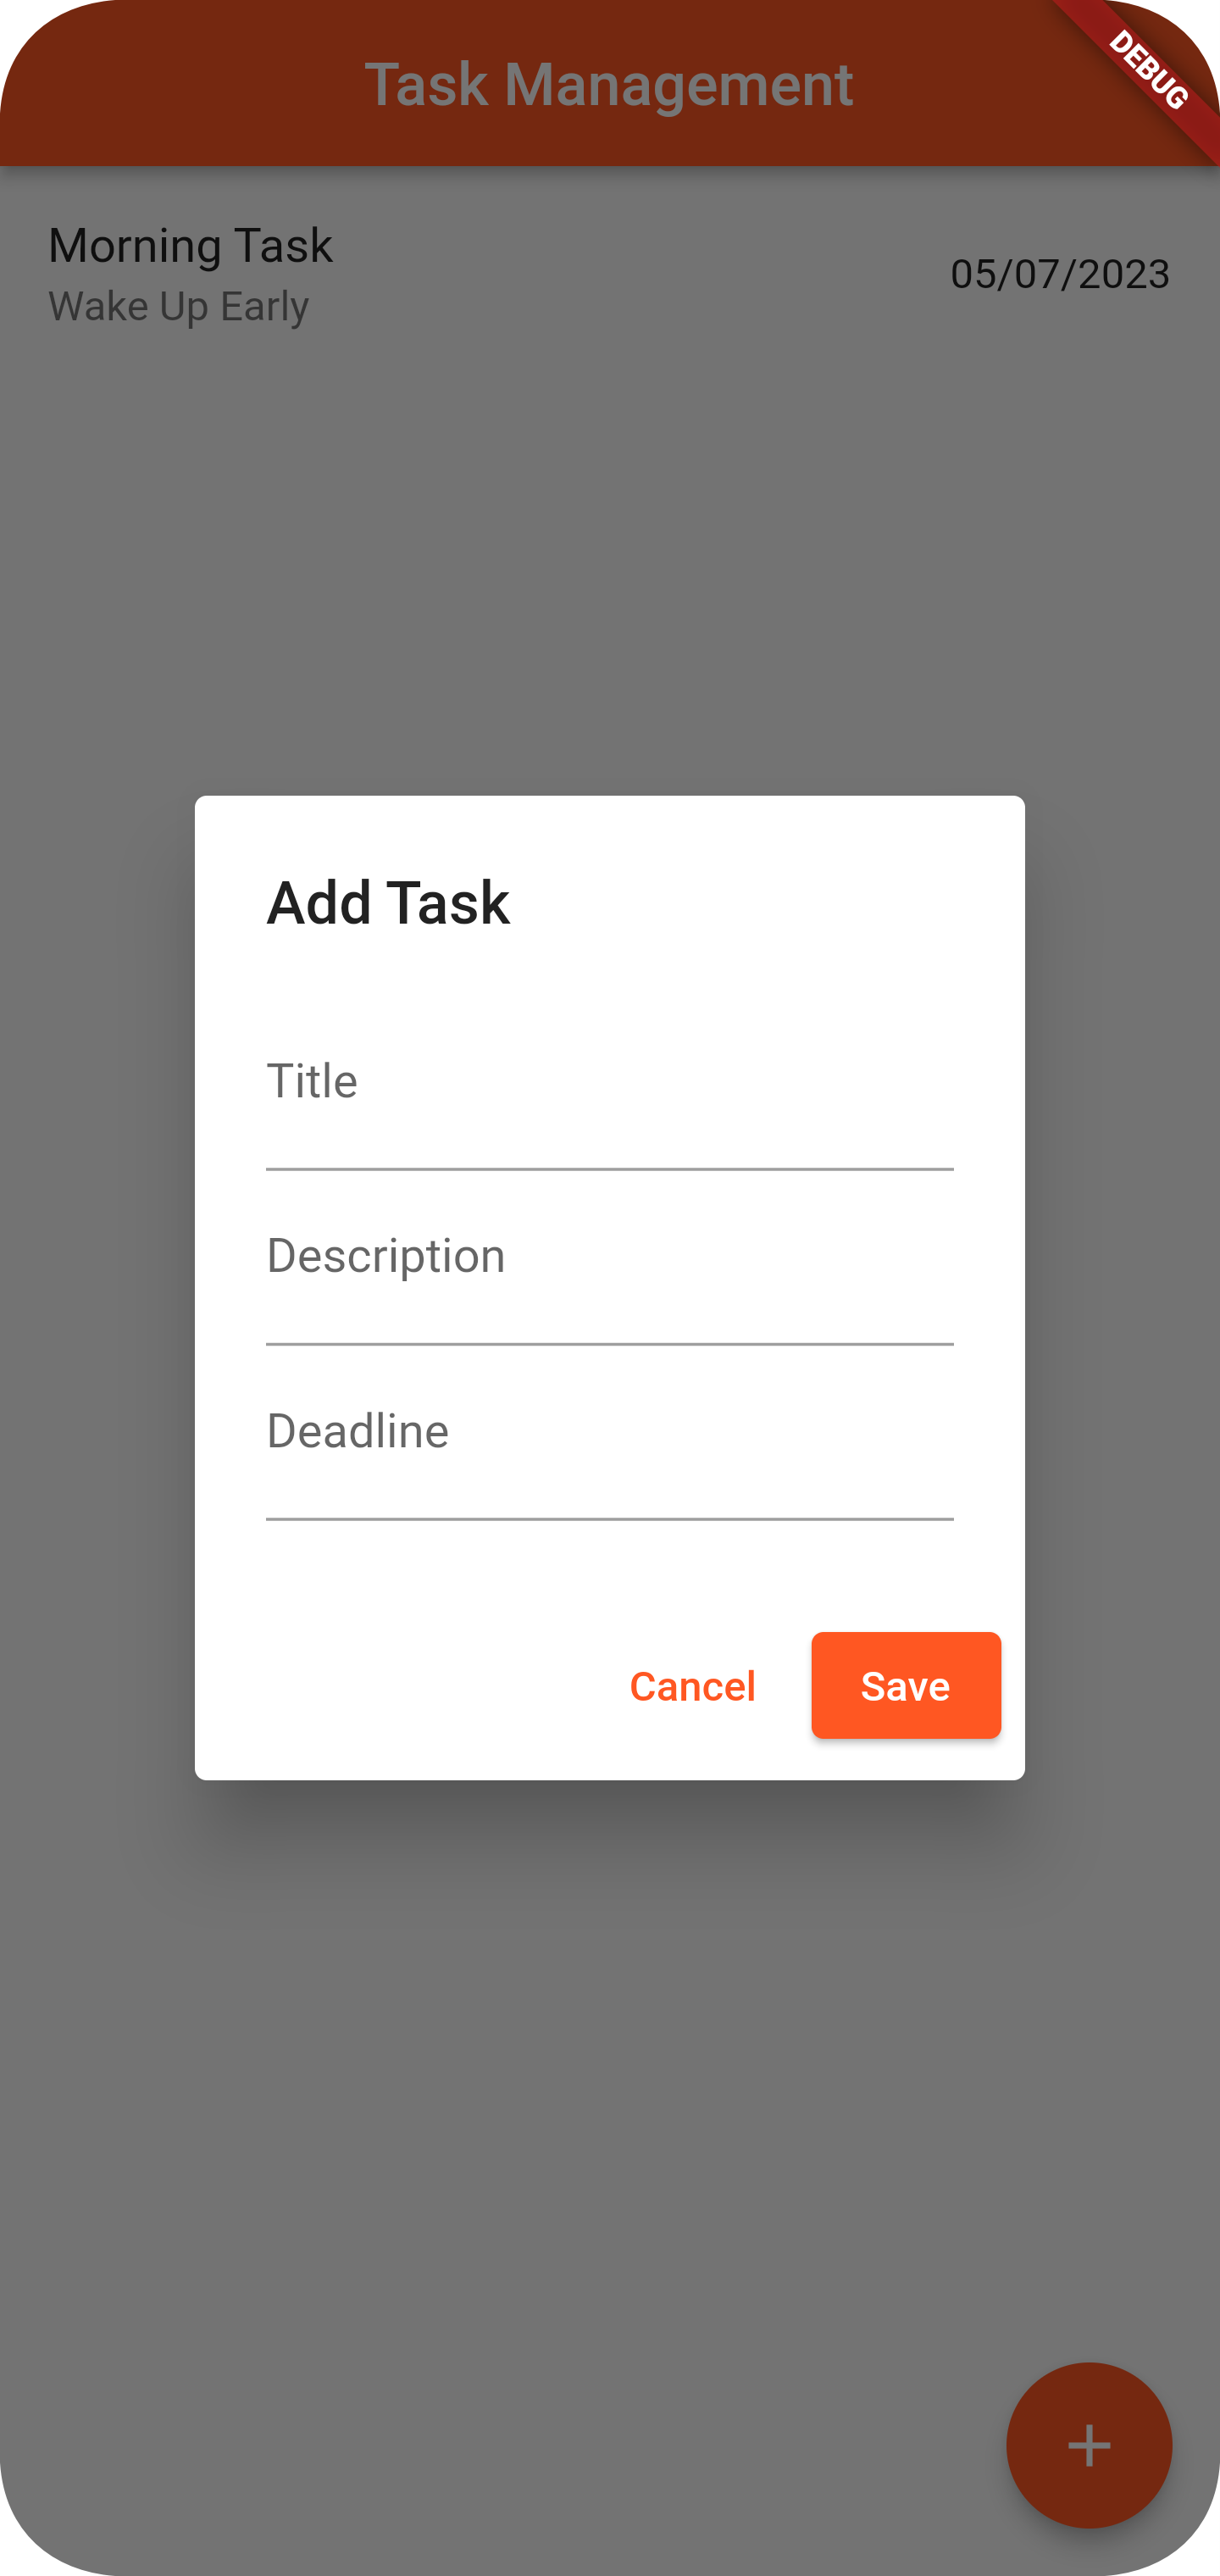 Task Management
DEBUG
Morning Task
Wake Up Early
05/07/2023
Add Task
Title
Description
Deadline
Cancel
Save